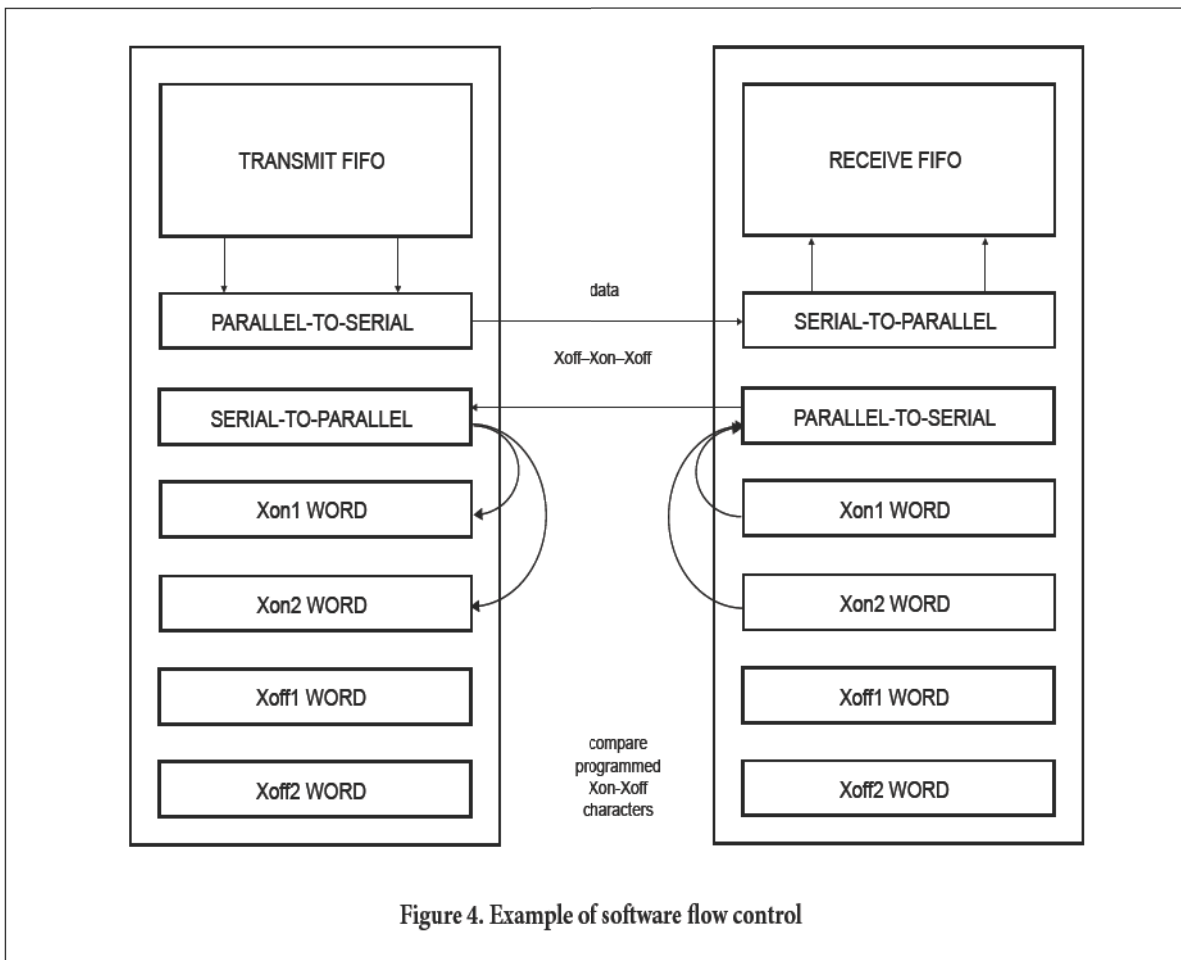 TRANSMIT FIFO
PARALLEL-TO-SERIAL
SERIAL-TO-PARALLEL
Xon1 WORD
Xon2 WORD
Xoff1 WORD
Xoff2 WORD
data
Xoff–Xon–Xoff
compare
programmed
Xon-Xoff
characters
RECEIVE FIFO
SERIAL-TO-PARALLEL
PARALLEL-TO-SERIAL
Xon1 WORD
Xon2 WORD
Xoff1 WORD
Xoff2 WORD
Figure 4. Example of software flow control